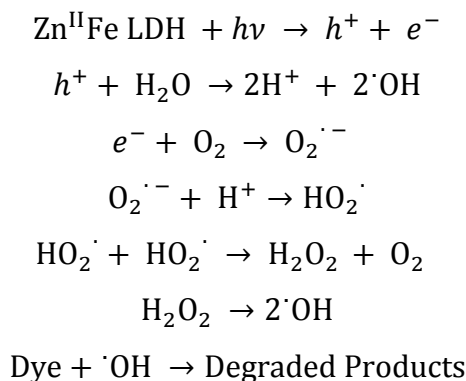 Zn^II Fe LDH + hν → h⁺ + e⁻
h⁺ + H₂O → 2H⁺ + 2˙OH
e⁻ + O₂ → O₂˙⁻
O₂˙⁻ + H⁺ → HO₂˙
HO₂˙ + HO₂˙ → H₂O₂ + O₂
H₂O₂ → 2˙OH
Dye + ˙OH → Degraded Products